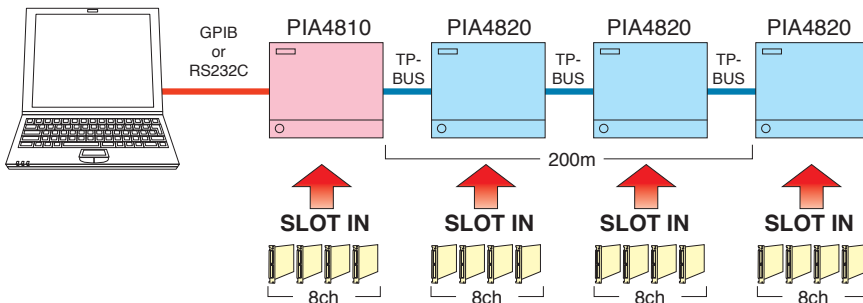 GPIB
or
RS232C
PIA4810
TP-
BUS
PIA4820
TP-
BUS
PIA4820
TP-
BUS
PIA4820
200m
SLOT IN
SLOT IN
SLOT IN
SLOT IN
8ch
8ch
8ch
8ch